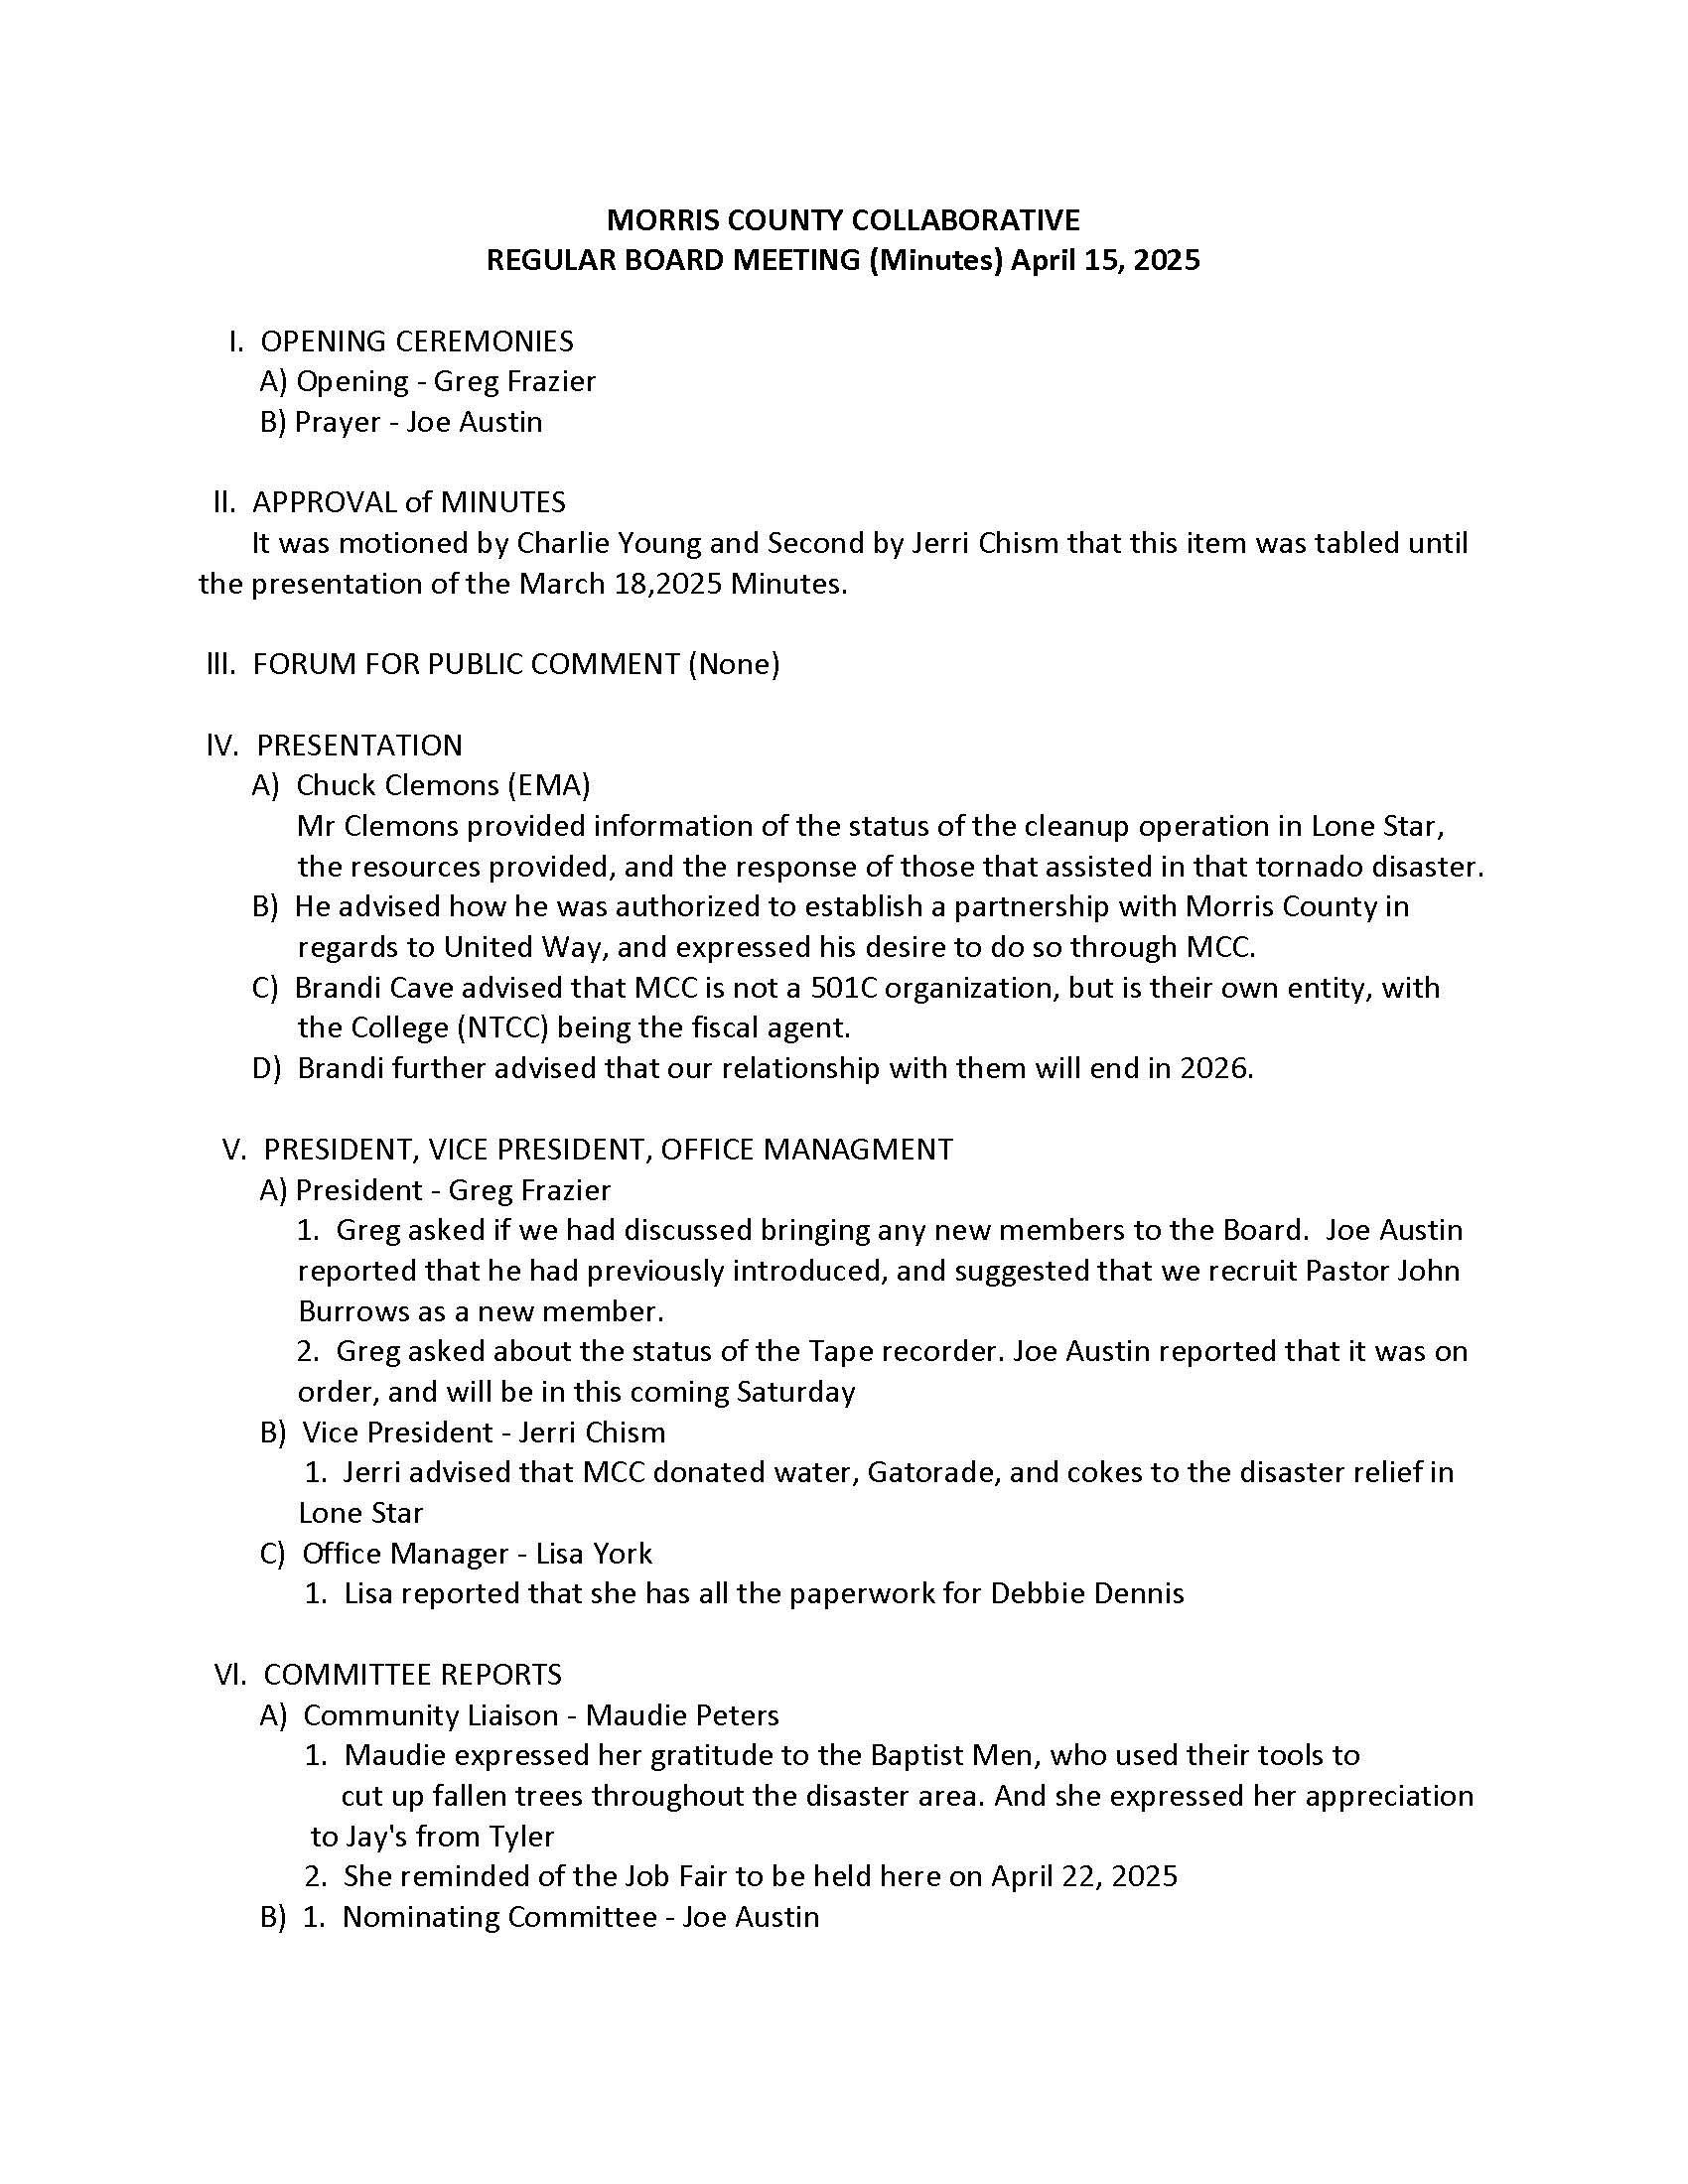 MORRIS COUNTY COLLABORATIVE
REGULAR BOARD MEETING (Minutes) April 15, 2025
I. OPENING CEREMONIES
A) Opening - Greg Frazier
B) Prayer - Joe Austin
II. APPROVAL of MINUTES
It was motioned by Charlie Young and Second by Jerri Chism that this item was tabled until
the presentation of the March 18,2025 Minutes.
III. FORUM FOR PUBLIC COMMENT (None)
IV. PRESENTATION
A) Chuck Clemons (EMA)
Mr Clemons provided information of the status of the cleanup operation in Lone Star,
the resources provided, and the response of those that assisted in that tornado disaster.
B) He advised how he was authorized to establish a partnership with Morris County in
regards to United Way, and expressed his desire to do so through MCC.
C) Brandi Cave advised that MCC is not a 501C organization, but is their own entity, with
the College (NTCC) being the fiscal agent.
D) Brandi further advised that our relationship with them will end in 2026.
V. PRESIDENT, VICE PRESIDENT, OFFICE MANAGMENT
A) President - Greg Frazier
1. Greg asked if we had discussed bringing any new members to the Board. Joe Austin
reported that he had previously introduced, and suggested that we recruit Pastor John
Burrows as a new member.
2. Greg asked about the status of the Tape recorder. Joe Austin reported that it was on
order, and will be in this coming Saturday
B) Vice President - Jerri Chism
1. Jerri advised that MCC donated water, Gatorade, and cokes to the disaster relief in
Lone Star
C) Office Manager - Lisa York
1. Lisa reported that she has all the paperwork for Debbie Dennis
VI. COMMITTEE REPORTS
A) Community Liaison - Maudie Peters
1. Maudie expressed her gratitude to the Baptist Men, who used their tools to
cut up fallen trees throughout the disaster area. And she expressed her appreciation
to Jay's from Tyler
2. She reminded of the Job Fair to be held here on April 22, 2025
B) 1. Nominating Committee - Joe Austin